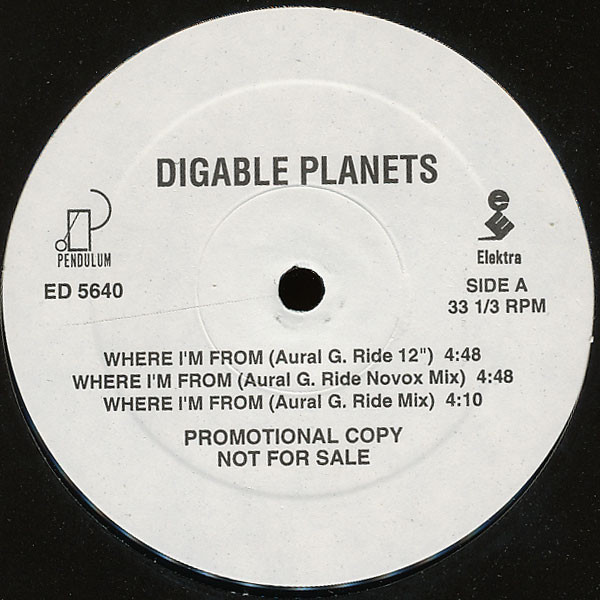 DIGABLE PLANETS
PENDULUM
Elektra
ED 5640
SIDE A
33 1/3 RPM
WHERE I'M FROM (Aural G. Ride 12") 4:48
WHERE I'M FROM (Aural G. Ride Novox Mix) 4:48
WHERE I'M FROM (Aural G. Ride Mix) 4:10
PROMOTIONAL COPY
NOT FOR SALE